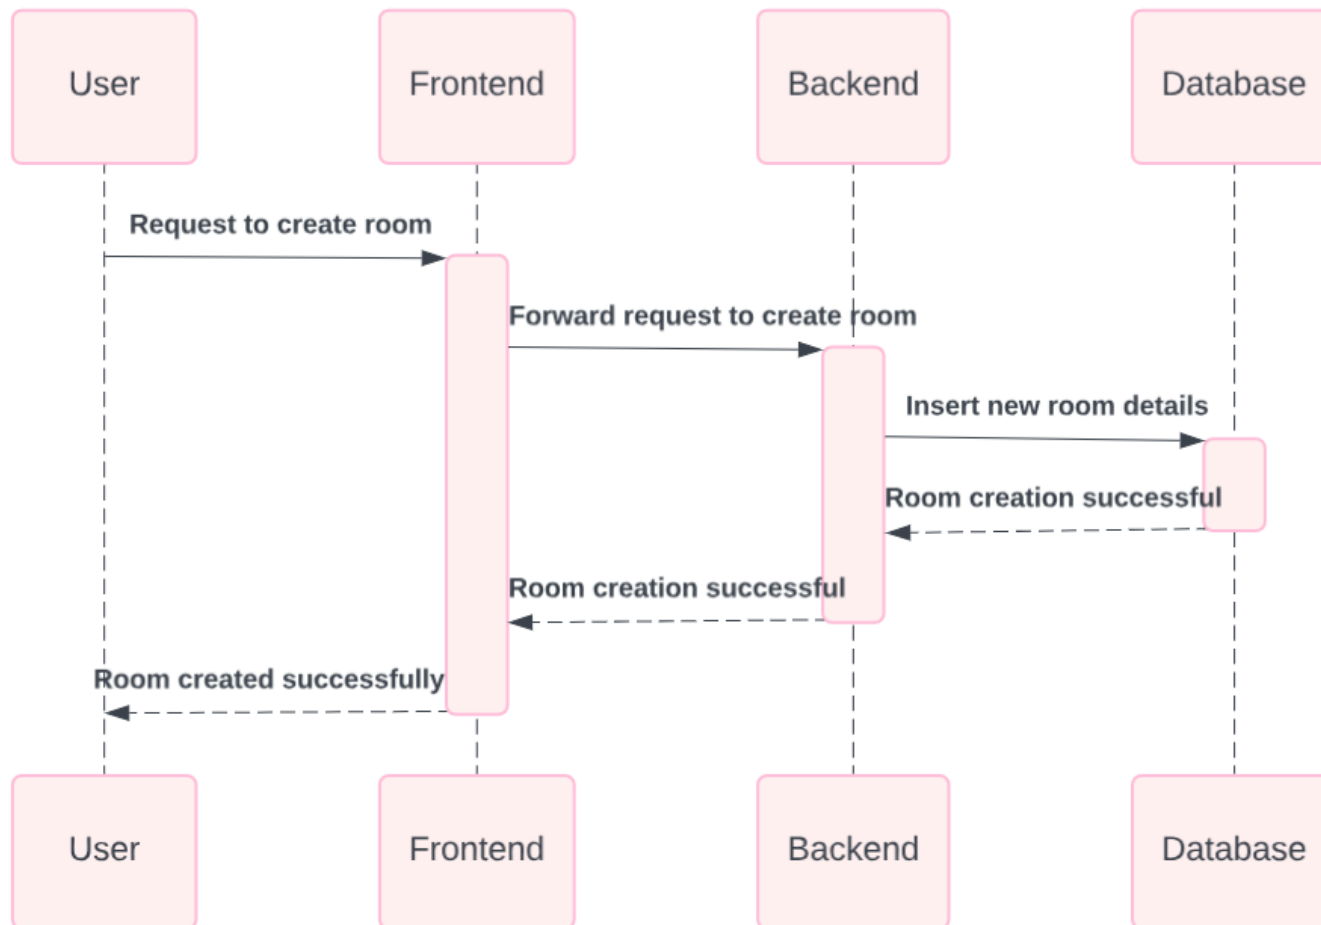 User
Frontend
Backend
Database
Request to create room
Forward request to create room
Insert new room details
Room creation successful
Room creation successful
Room created successfully
User
Frontend
Backend
Database